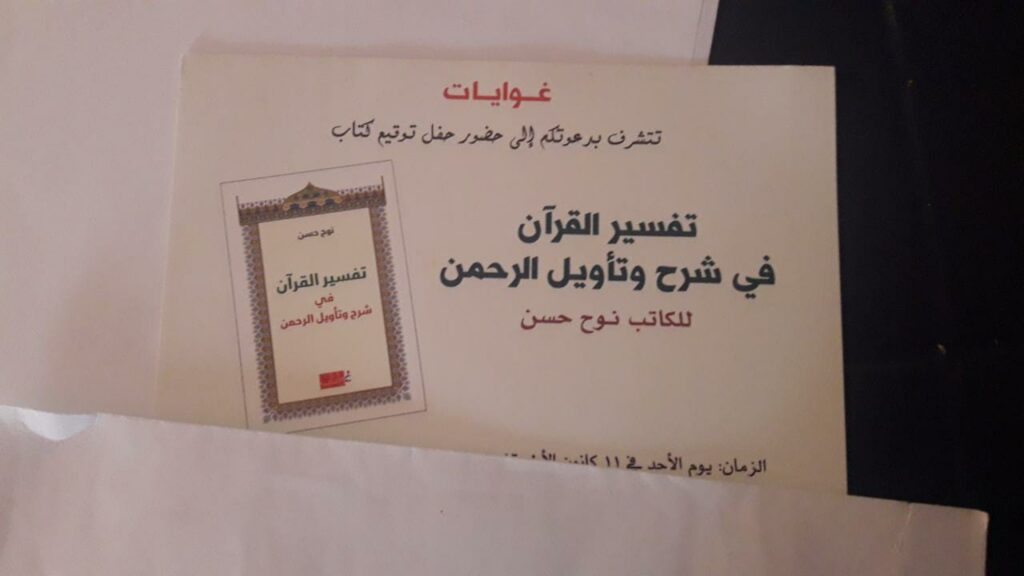 غوايات
تتشرف بدعوتكم إلى حضور حفل توقيع كتاب
تفسير القرآن
في شرح وتأويل الرحمن
للكاتب نوح حسن
نوح حسن
تفسير القرآن
في
شرح وتأويل الرحمن
الزمان: يوم الأحد في ١١ كانون